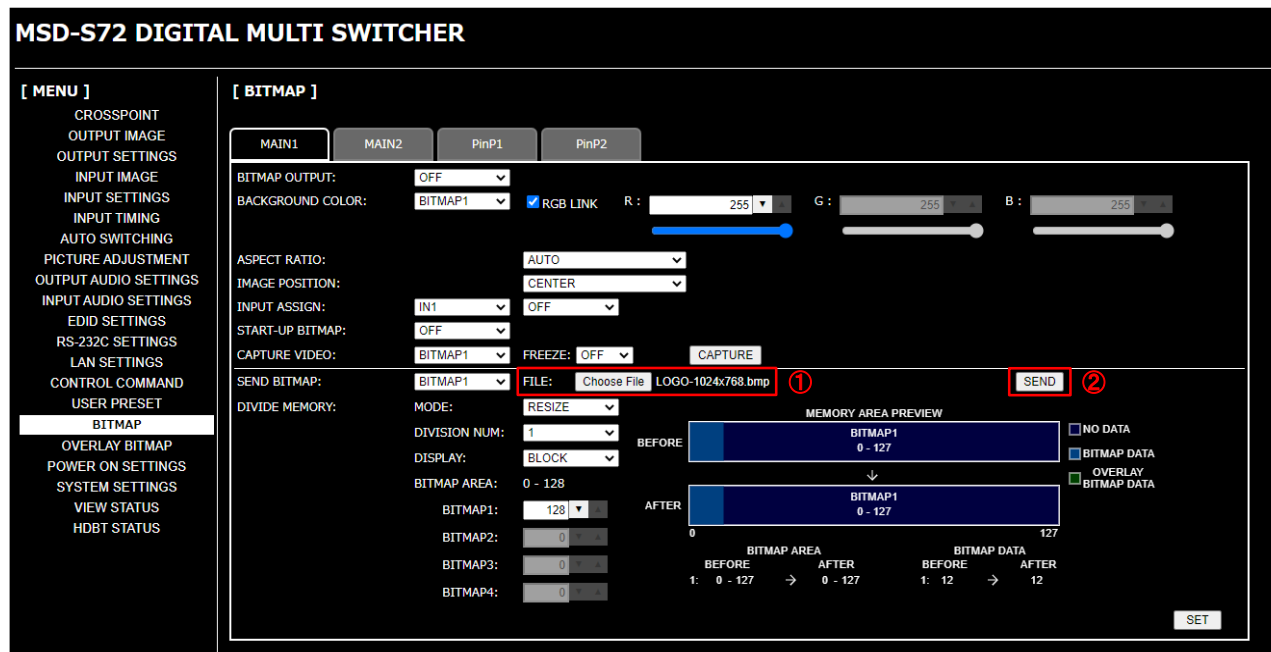 MSD-S72 DIGITAL MULTI SWITCHER
[ MENU ]
CROSSPOINT
OUTPUT IMAGE
OUTPUT SETTINGS
INPUT IMAGE
INPUT SETTINGS
INPUT TIMING
AUTO SWITCHING
PICTURE ADJUSTMENT
OUTPUT AUDIO SETTINGS
INPUT AUDIO SETTINGS
EDID SETTINGS
RS-232C SETTINGS
LAN SETTINGS
CONTROL COMMAND
USER PRESET
BITMAP
OVERLAY BITMAP
POWER ON SETTINGS
SYSTEM SETTINGS
VIEW STATUS
HDBT STATUS
[ BITMAP ]
MAIN1 MAIN2 PinP1 PinP2
BITMAP OUTPUT: OFF
BACKGROUND COLOR: BITMAP1 RGB LINK R : 255 G : 255 B : 255
ASPECT RATIO: AUTO
IMAGE POSITION: CENTER
INPUT ASSIGN: IN1 OFF
START-UP BITMAP: OFF
CAPTURE VIDEO: BITMAP1 FREEZE: OFF CAPTURE
SEND BITMAP: BITMAP1 FILE: Choose File LOGO-1024x768.bmp ① SEND ②
DIVIDE MEMORY: MODE: RESIZE
DIVISION NUM: 1
DISPLAY: BLOCK
BITMAP AREA: 0 - 128
BITMAP1: 128
BITMAP2: 0
BITMAP3: 0
BITMAP4: 0
MEMORY AREA PREVIEW
BEFORE BITMAP1
0 - 127
↓
AFTER BITMAP1
0 - 127
0 127
NO DATA
BITMAP DATA
OVERLAY
BITMAP DATA
BITMAP AREA BITMAP DATA
BEFORE AFTER BEFORE AFTER
1: 0 - 127 → 0 - 127 1: 12 → 12
SET